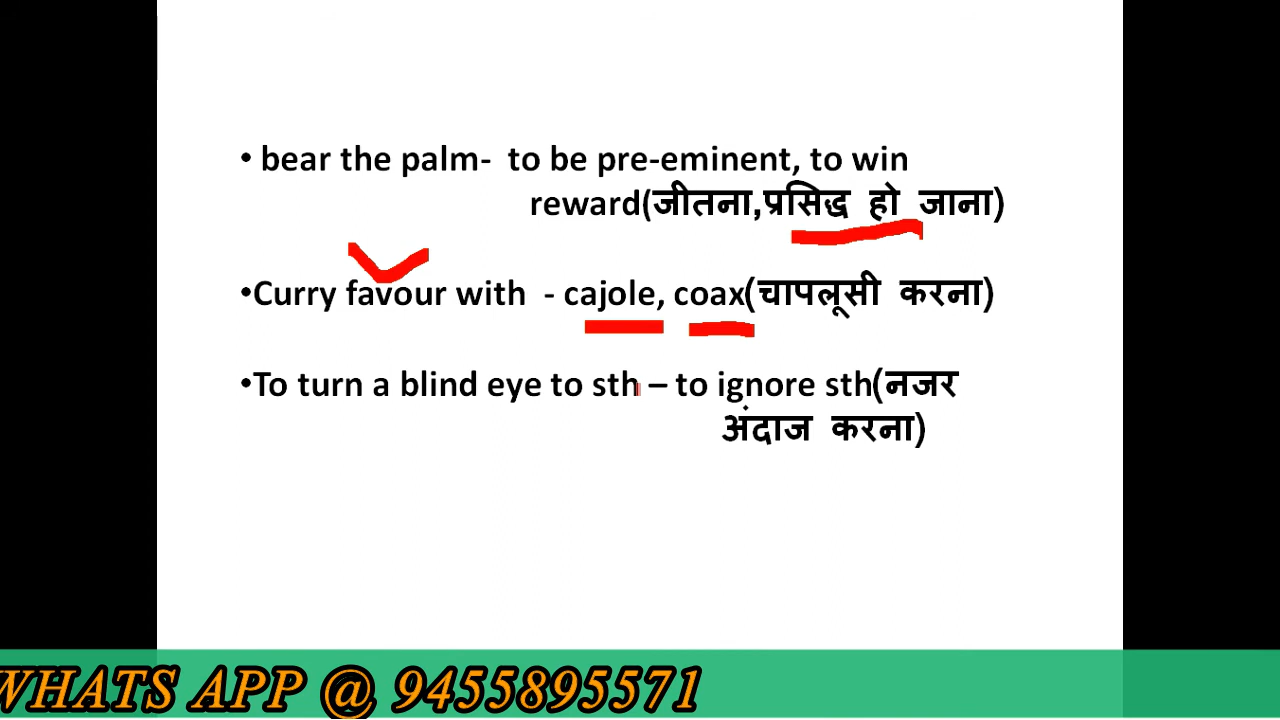 • bear the palm-  to be pre-eminent, to win
reward(जीतना,प्रसिद्ध हो जाना)
•Curry favour with  - cajole, coax(चापलूसी करना)
•To turn a blind eye to sth – to ignore sth(नजर
अंदाज करना)
WHATS APP @ 9455895571